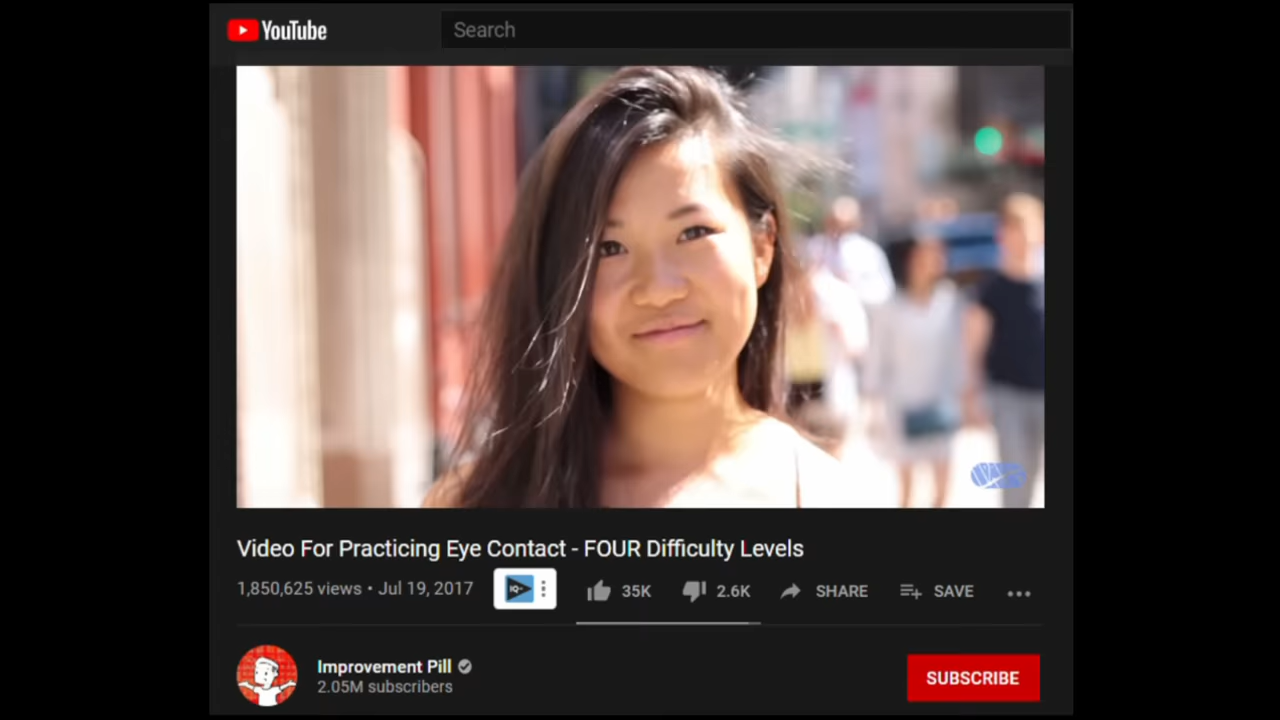 YouTube
Search
Video For Practicing Eye Contact - FOUR Difficulty Levels
1,850,625 views • Jul 19, 2017
IQ
35K
2.6K
SHARE
SAVE
Improvement Pill
2.05M subscribers
SUBSCRIBE